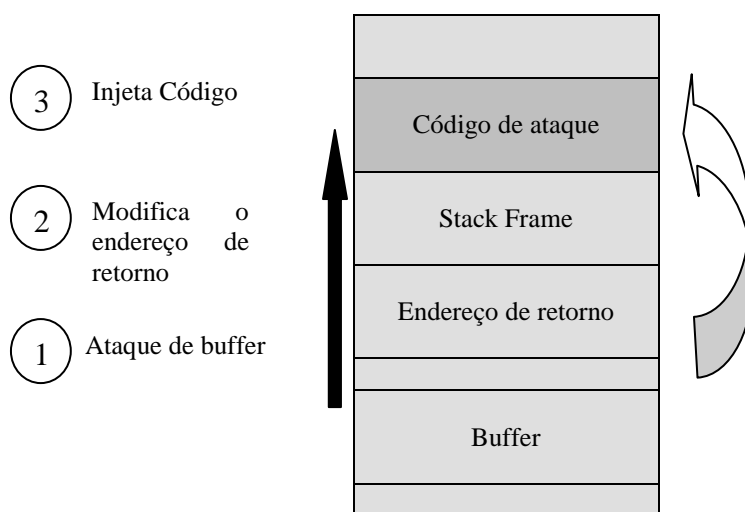 3
Injeta Código
2
Modifica o
endereço de
retorno
1
Ataque de buffer
Código de ataque
Stack Frame
Endereço de retorno
Buffer